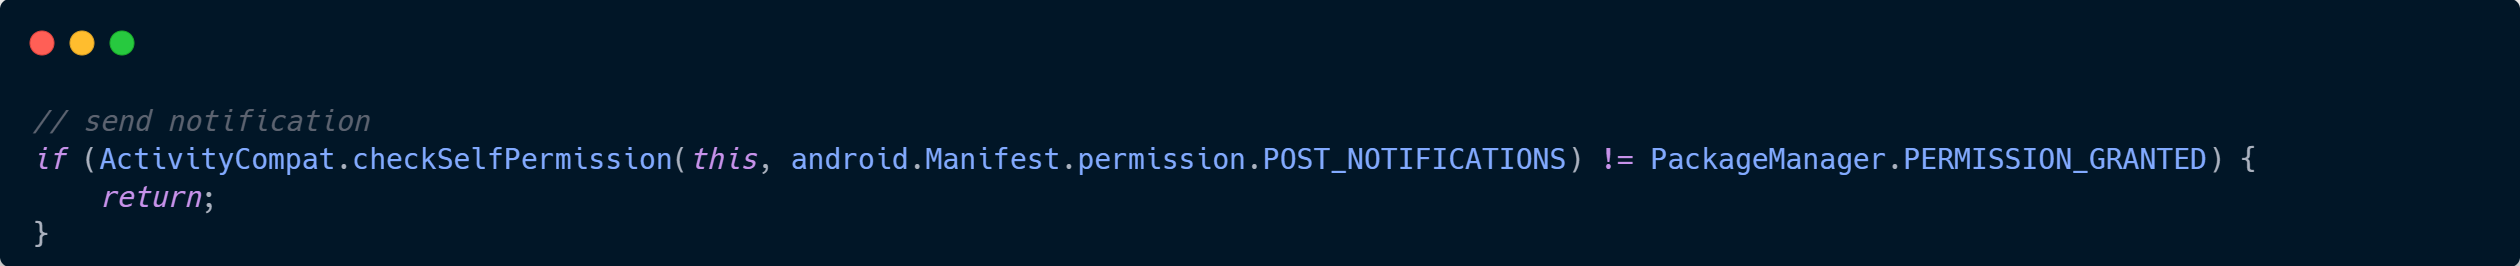 // send notification
if (ActivityCompat.checkSelfPermission(this, android.Manifest.permission.POST_NOTIFICATIONS) != PackageManager.PERMISSION_GRANTED) {
    return;
}